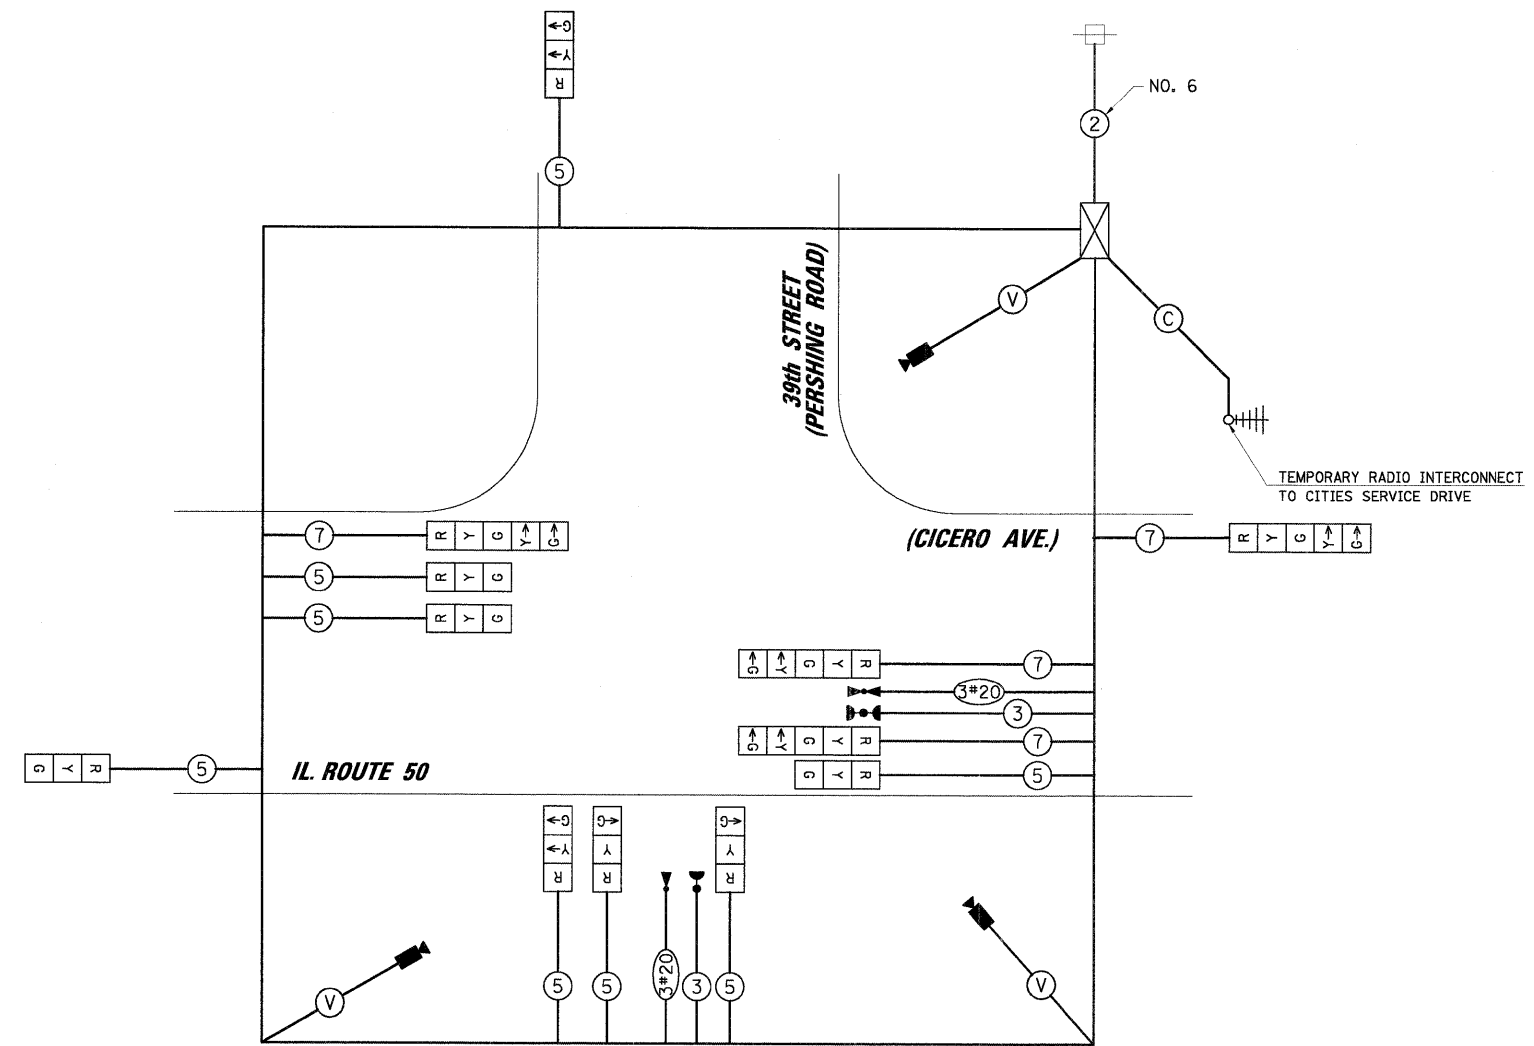 G Y R
5
NO. 6
2
39th STREET
(PERSHING ROAD)
V
C
TEMPORARY RADIO INTERCONNECT
TO CITIES SERVICE DRIVE
7 R Y G Y G
5 R Y G
5 R Y G
(CICERO AVE.)
7 R Y G Y G
G Y G Y R 7
3#20
3
G Y G Y R 7
G Y R 5
G Y R 5
IL. ROUTE 50
G Y R
G Y R
G Y R
V
5
5
3#20
3
5
V